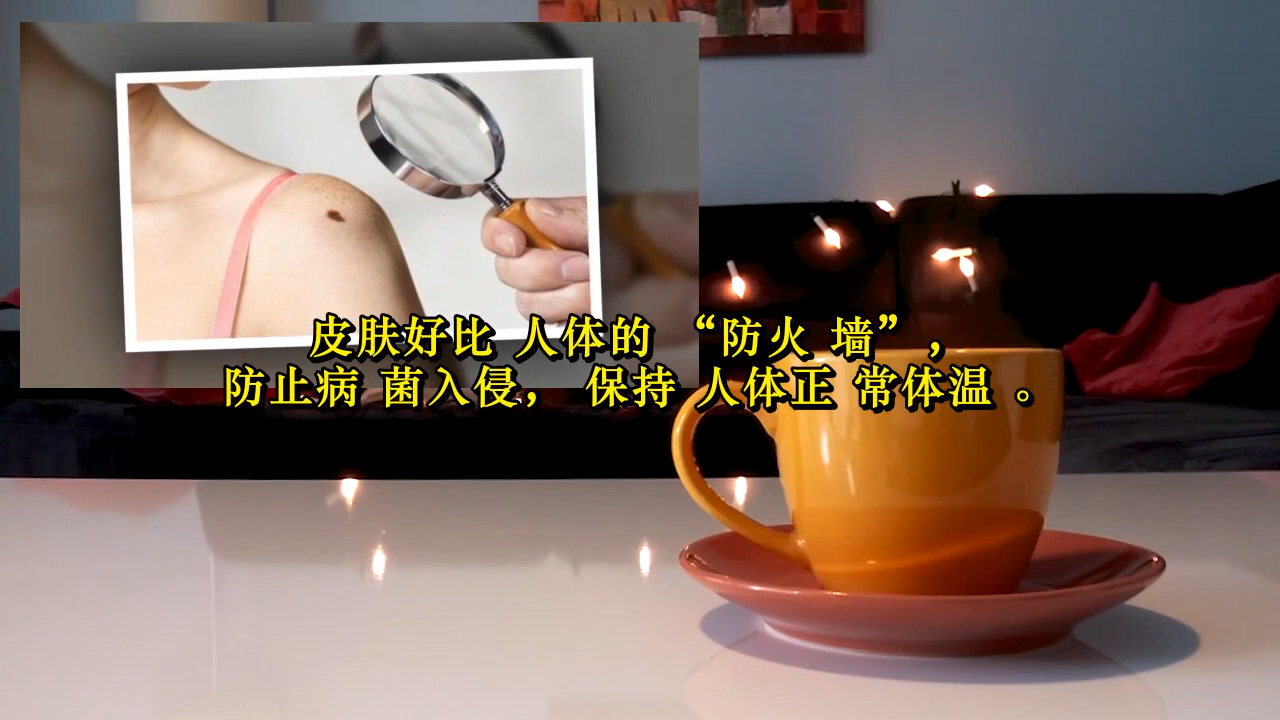 皮肤好比 人体的 “防火 墙”，
防止病 菌入侵， 保持 人体正 常体温 。